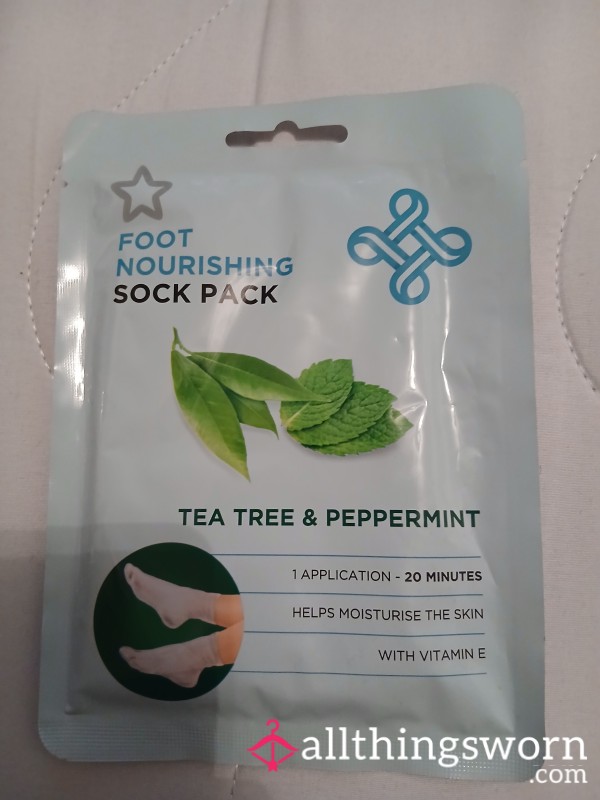 FOOT
NOURISHING
SOCK PACK
TEA TREE & PEPPERMINT
1 APPLICATION - 20 MINUTES
HELPS MOISTURISE THE SKIN
WITH VITAMIN E
allthingsworn
.com